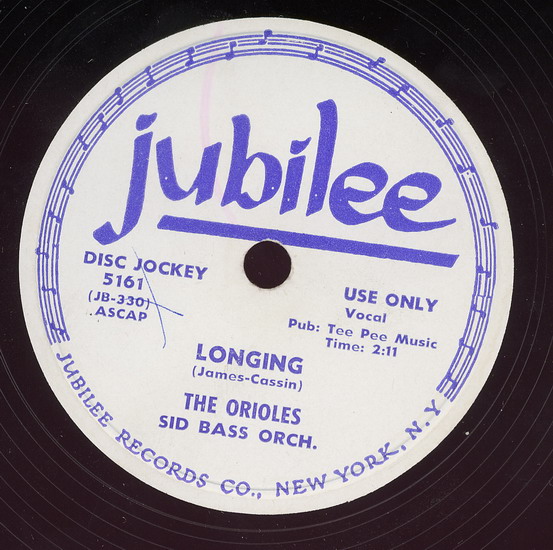 jubilee
DISC JOCKEY
5161
(JB-330)
ASCAP
USE ONLY
Vocal
Pub: Tee Pee Music
Time: 2:11
LONGING
(James-Cassin)
THE ORIOLES
SID BASS ORCH.
JUBILEE RECORDS CO., NEW YORK, N.Y